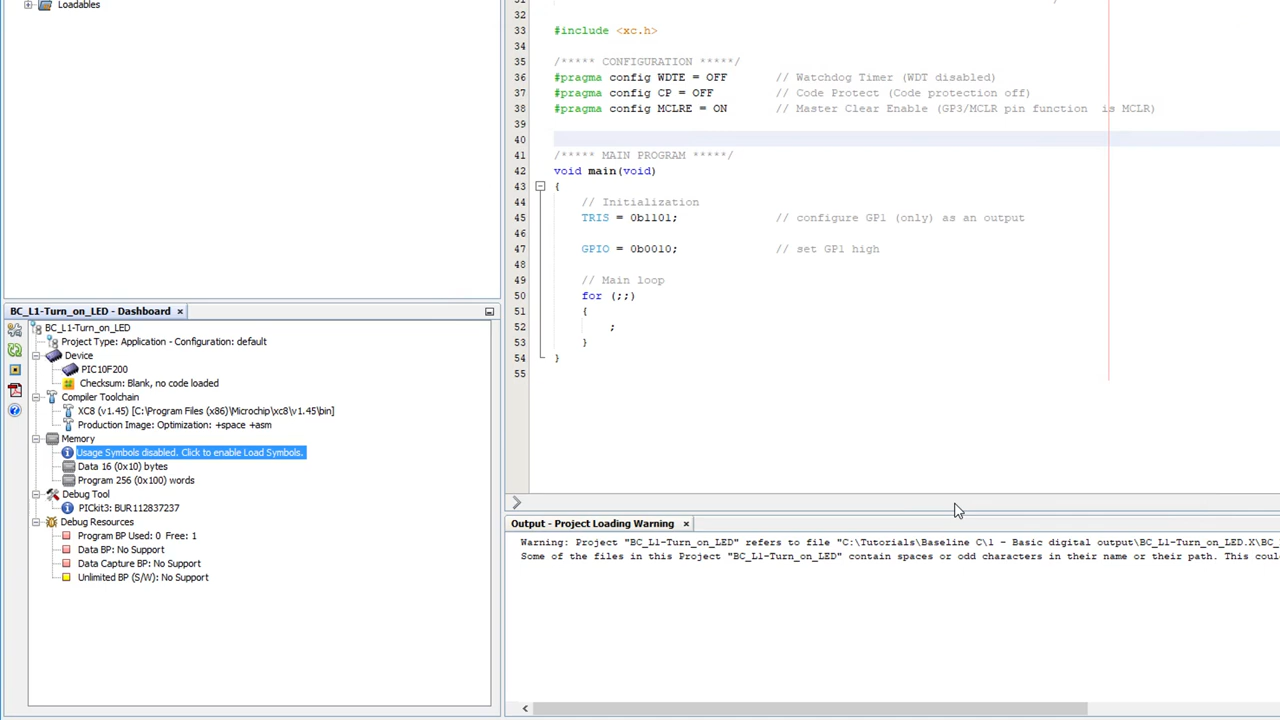 Loadables
BC_L1-Turn_on_LED - Dashboard ×
BC_L1-Turn_on_LED
Project Type: Application - Configuration: default
Device
PIC10F200
Checksum: Blank, no code loaded
Compiler Toolchain
XC8 (v1.45) [C:\Program Files (x86)\Microchip\xc8\v1.45\bin]
Production Image: Optimization: +space +asm
Memory
Usage Symbols disabled. Click to enable Load Symbols.
Data 16 (0x10) bytes
Program 256 (0x100) words
Debug Tool
PICkit3: BUR112837237
Debug Resources
Program BP Used: 0 Free: 1
Data BP: No Support
Data Capture BP: No Support
Unlimited BP (S/W): No Support
32
33 #include <xc.h>
34
35 /***** CONFIGURATION *****/
36 #pragma config WDTE = OFF // Watchdog Timer (WDT disabled)
37 #pragma config CP = OFF // Code Protect (Code protection off)
38 #pragma config MCLRE = ON // Master Clear Enable (GP3/MCLR pin function is MCLR)
39
40
41 /***** MAIN PROGRAM *****/
42 void main(void)
43 {
44 // Initialization
45 TRIS = 0b1101; // configure GP1 (only) as an output
46
47 GPIO = 0b0010; // set GP1 high
48
49 // Main loop
50 for (;;)
51 {
52 ;
53 }
54 }
55
Output - Project Loading Warning ×
Warning: Project "BC_L1-Turn_on_LED" refers to file "C:\Tutorials\Baseline C\1 - Basic digital output\BC_L1-Turn_on_LED.X\BC_
Some of the files in this Project "BC_L1-Turn_on_LED" contain spaces or odd characters in their name or their path. This coul